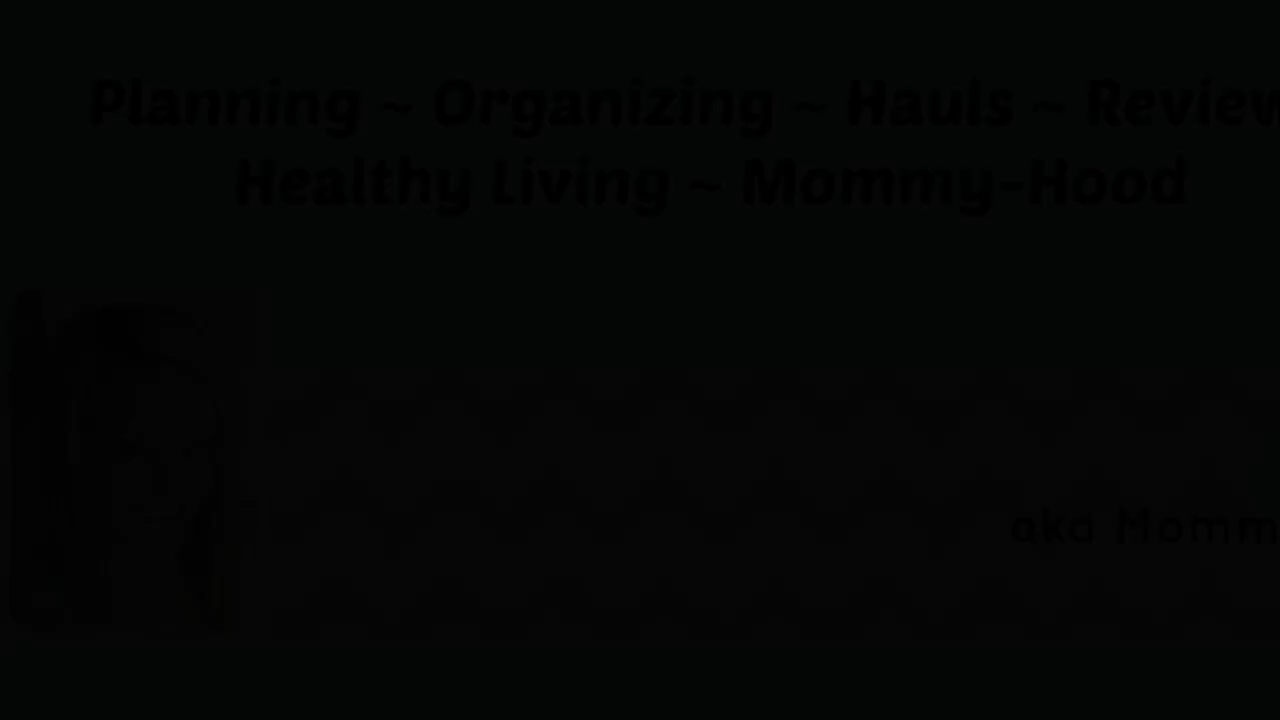 Planning ~ Organizing ~ Hauls ~ Review
Healthy Living ~ Mommy-Hood
aka Momm